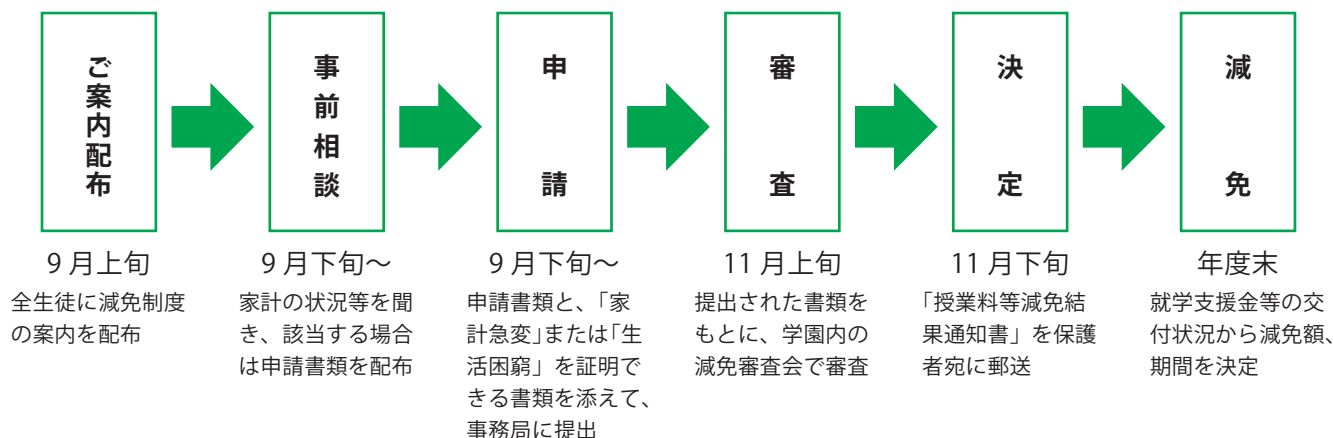 ご案内配布
9月上旬
全生徒に減免制度
の案内を配布
事前相談
9月下旬～
家計の状況等を聞
き、該当する場合
は申請書類を配布
申請
9月下旬～
申請書類と、「家
計急変」または「生
活困窮」を証明で
きる書類を添えて、
事務局に提出
審査
11月上旬
提出された書類を
もとに、学園内の
減免審査会で審査
決定
11月下旬
「授業料等減免結
果通知書」を保護
者宛に郵送
減免
年度末
就学支援金等の交
付状況から減免額、
期間を決定